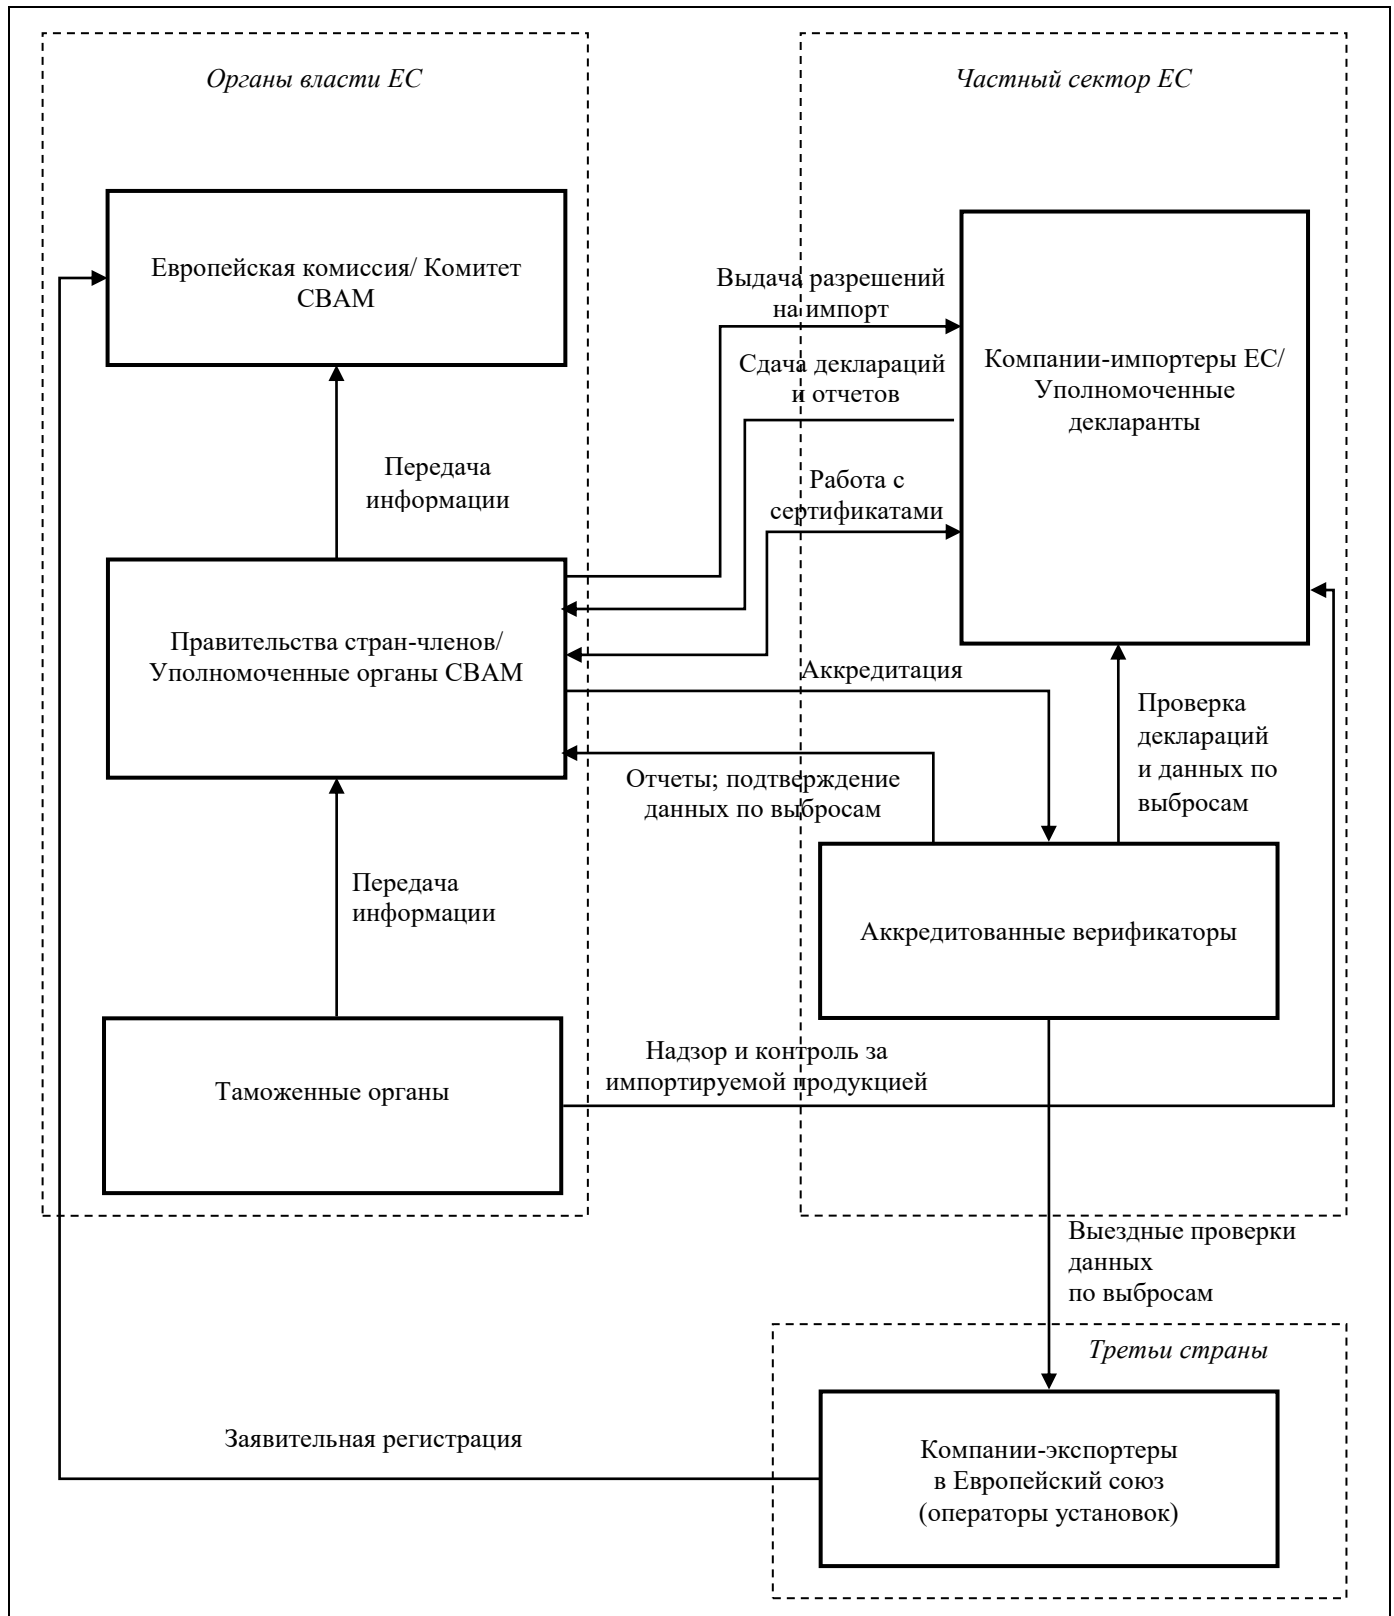 Органы власти ЕС
Частный сектор ЕС
Европейская комиссия/ Комитет
CBAM
Выдача разрешений
на импорт
Сдача деклараций
и отчетов
Компании-импортеры ЕС/
Уполномоченные
декларанты
Передача
информации
Работа с
сертификатами
Правительства стран-членов/
Уполномоченные органы CBAM
Аккредитация
Проверка
деклараций
и данных по
выбросам
Отчеты; подтверждение
данных по выбросам
Передача
информации
Аккредитованные верификаторы
Надзор и контроль за
импортируемой продукцией
Таможенные органы
Выездные проверки
данных
по выбросам
Третьи страны
Заявительная регистрация
Компании-экспортеры
в Европейский союз
(операторы установок)